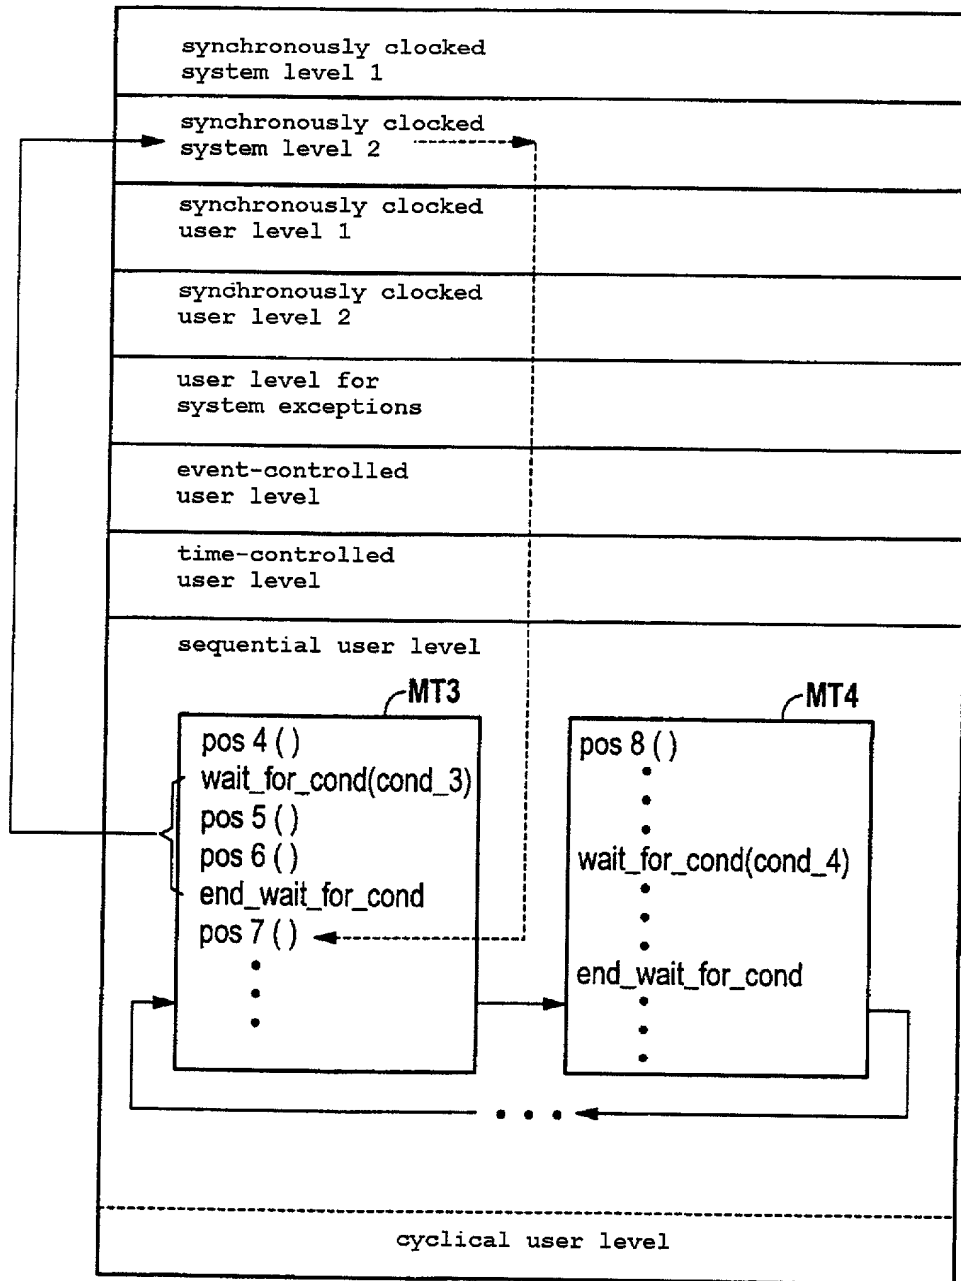 synchronously clocked
system level 1
synchronously clocked
system level 2
synchronously clocked
user level 1
synchronously clocked
user level 2
user level for
system exceptions
event-controlled
user level
time-controlled
user level
sequential user level
MT3
pos 4 ( )
wait_for_cond(cond_3)
pos 5 ( )
pos 6 ( )
end_wait_for_cond
pos 7 ( )
MT4
pos 8 ( )
wait_for_cond(cond_4)
end_wait_for_cond
cyclical user level